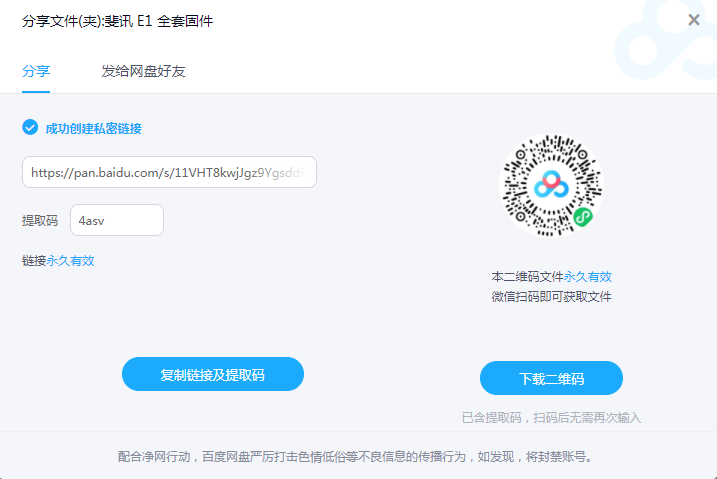 分享文件(夹):斐讯 E1 全套固件
分享
发给网盘好友
成功创建私密链接
https://pan.baidu.com/s/11VHT8kwjJgz9Ygsdd
提取码
4asv
链接永久有效
复制链接及提取码
本二维码文件永久有效
微信扫码即可获取文件
下载二维码
已含提取码，扫码后无需再次输入
配合净网行动，百度网盘严厉打击色情低俗等不良信息的传播行为，如发现，将封禁账号。